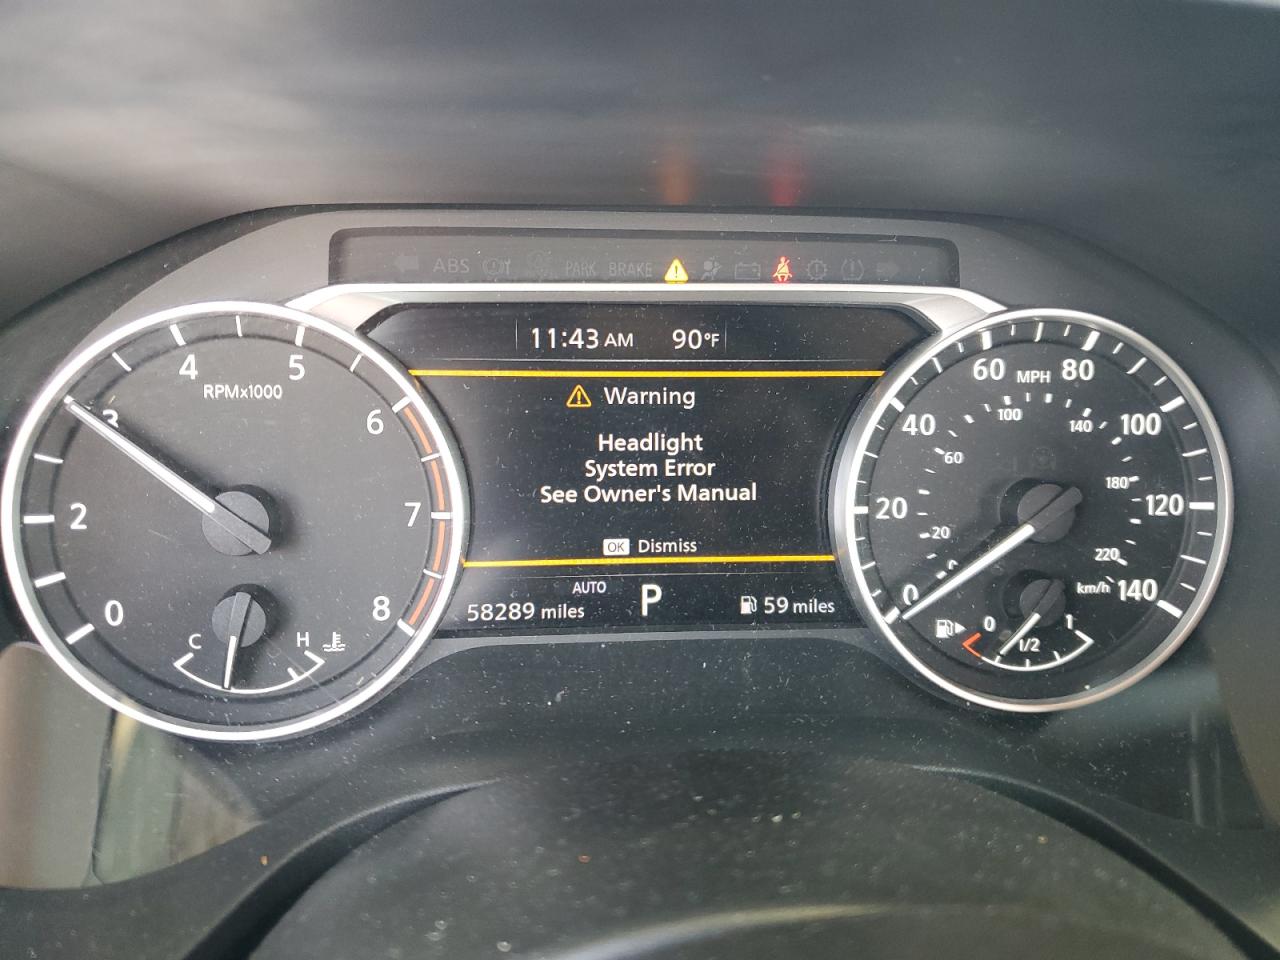 ABS PARK BRAKE
11:43 AM 90°F
Warning
Headlight
System Error
See Owner's Manual
OK Dismiss
AUTO
58289 miles P 59 miles
RPMx1000
0 2 3 4 5 6 7 8
C H
MPH
0 20 40 60 80 100 120 140
km/h
0 20 60 100 140 180 220
0 1/2 1